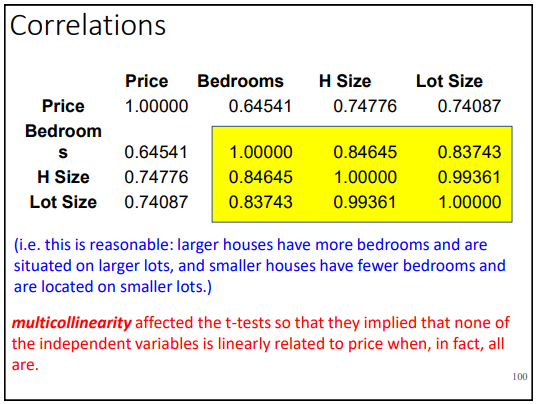 Correlations
Price Bedrooms H Size Lot Size
Price 1.00000 0.64541 0.74776 0.74087
Bedroom
s 0.64541 1.00000 0.84645 0.83743
H Size 0.74776 0.84645 1.00000 0.99361
Lot Size 0.74087 0.83743 0.99361 1.00000
(i.e. this is reasonable: larger houses have more bedrooms and are
situated on larger lots, and smaller houses have fewer bedrooms and
are located on smaller lots.)
multicollinearity affected the t-tests so that they implied that none of
the independent variables is linearly related to price when, in fact, all
are.
100